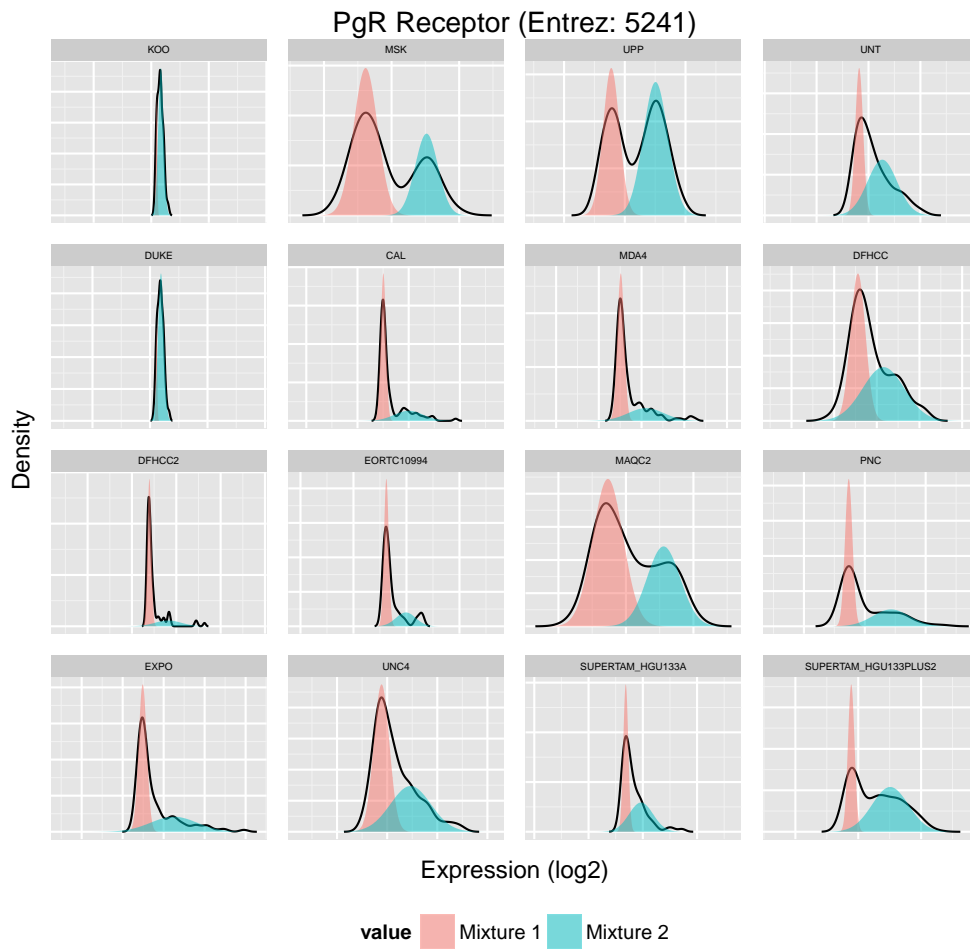 PgR Receptor (Entrez: 5241)
KOO
MSK
UPP
UNT
DUKE
CAL
MDA4
DFHCC
DFHCC2
EORTC10994
MAQC2
PNC
EXPO
UNC4
SUPERTAM_HGU133A
SUPERTAM_HGU133PLUS2
Density
Expression (log2)
value Mixture 1 Mixture 2